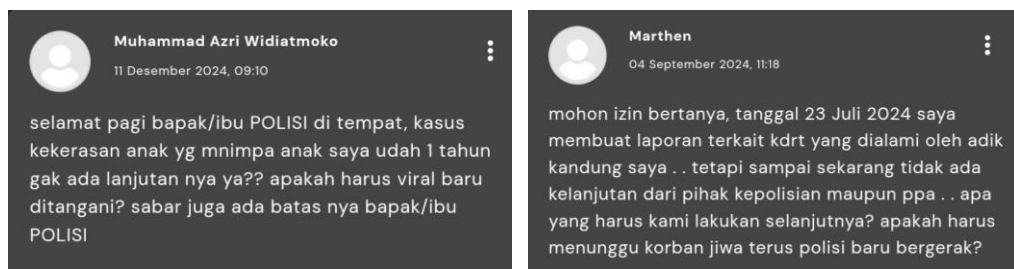 Muhammad Azri Widiatmoko
11 Desember 2024, 09:10
selamat pagi bapak/ibu POLISI di tempat, kasus
kekerasan anak yg mnimpa anak saya udah 1 tahun
gak ada lanjutan nya ya?? apakah harus viral baru
ditangani? sabar juga ada batas nya bapak/ibu
POLISI
Marthen
04 September 2024, 11:18
mohon izin bertanya, tanggal 23 Juli 2024 saya
membuat laporan terkait kdrt yang dialami oleh adik
kandung saya . . tetapi sampai sekarang tidak ada
kelanjutan dari pihak kepolisian maupun ppa . . apa
yang harus kami lakukan selanjutnya? apakah harus
menunggu korban jiwa terus polisi baru bergerak?